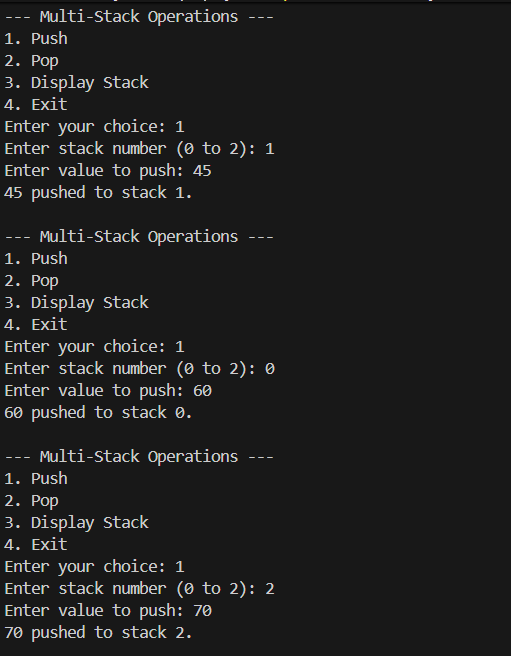 --- Multi-Stack Operations ---
1. Push
2. Pop
3. Display Stack
4. Exit
Enter your choice: 1
Enter stack number (0 to 2): 1
Enter value to push: 45
45 pushed to stack 1.

--- Multi-Stack Operations ---
1. Push
2. Pop
3. Display Stack
4. Exit
Enter your choice: 1
Enter stack number (0 to 2): 0
Enter value to push: 60
60 pushed to stack 0.

--- Multi-Stack Operations ---
1. Push
2. Pop
3. Display Stack
4. Exit
Enter your choice: 1
Enter stack number (0 to 2): 2
Enter value to push: 70
70 pushed to stack 2.